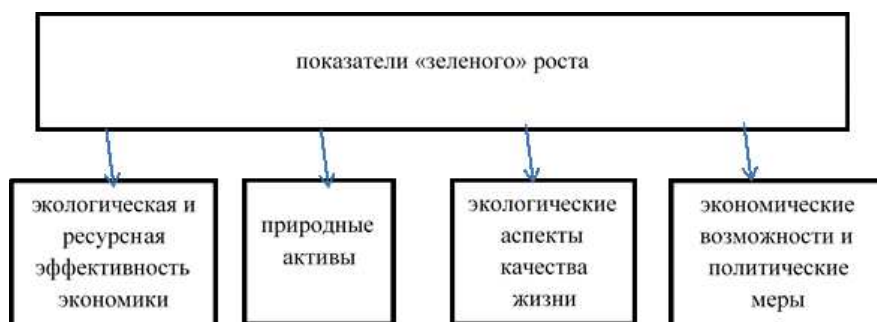 показатели «зеленого» роста
экологическая и
ресурсная
эффективность
экономики
природные
активы
экологические
аспекты
качества
жизни
экономические
возможности и
политические
меры